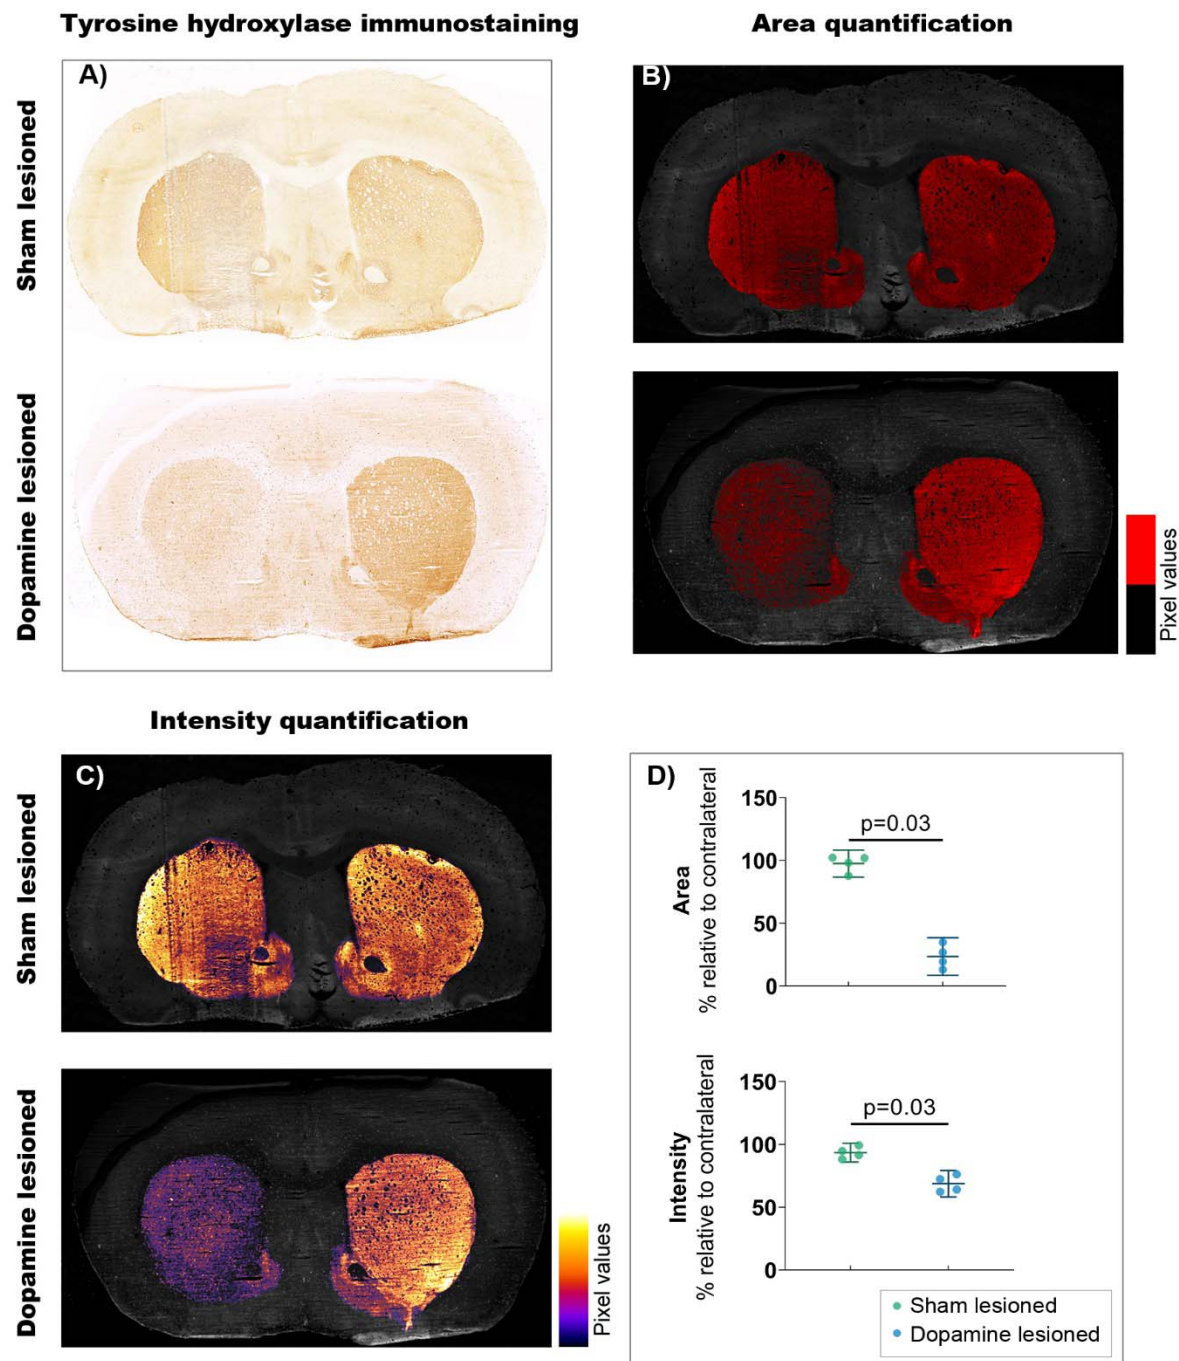 Tyrosine hydroxylase immunostaining
Area quantification
A)
B)
Sham lesioned
Dopamine lesioned
Pixel values
Intensity quantification
C)
D)
Sham lesioned
Dopamine lesioned
Pixel values
Area
% relative to contralateral
150
100
50
0
p=0.03
Intensity
% relative to contralateral
150
100
50
0
p=0.03
Sham lesioned
Dopamine lesioned